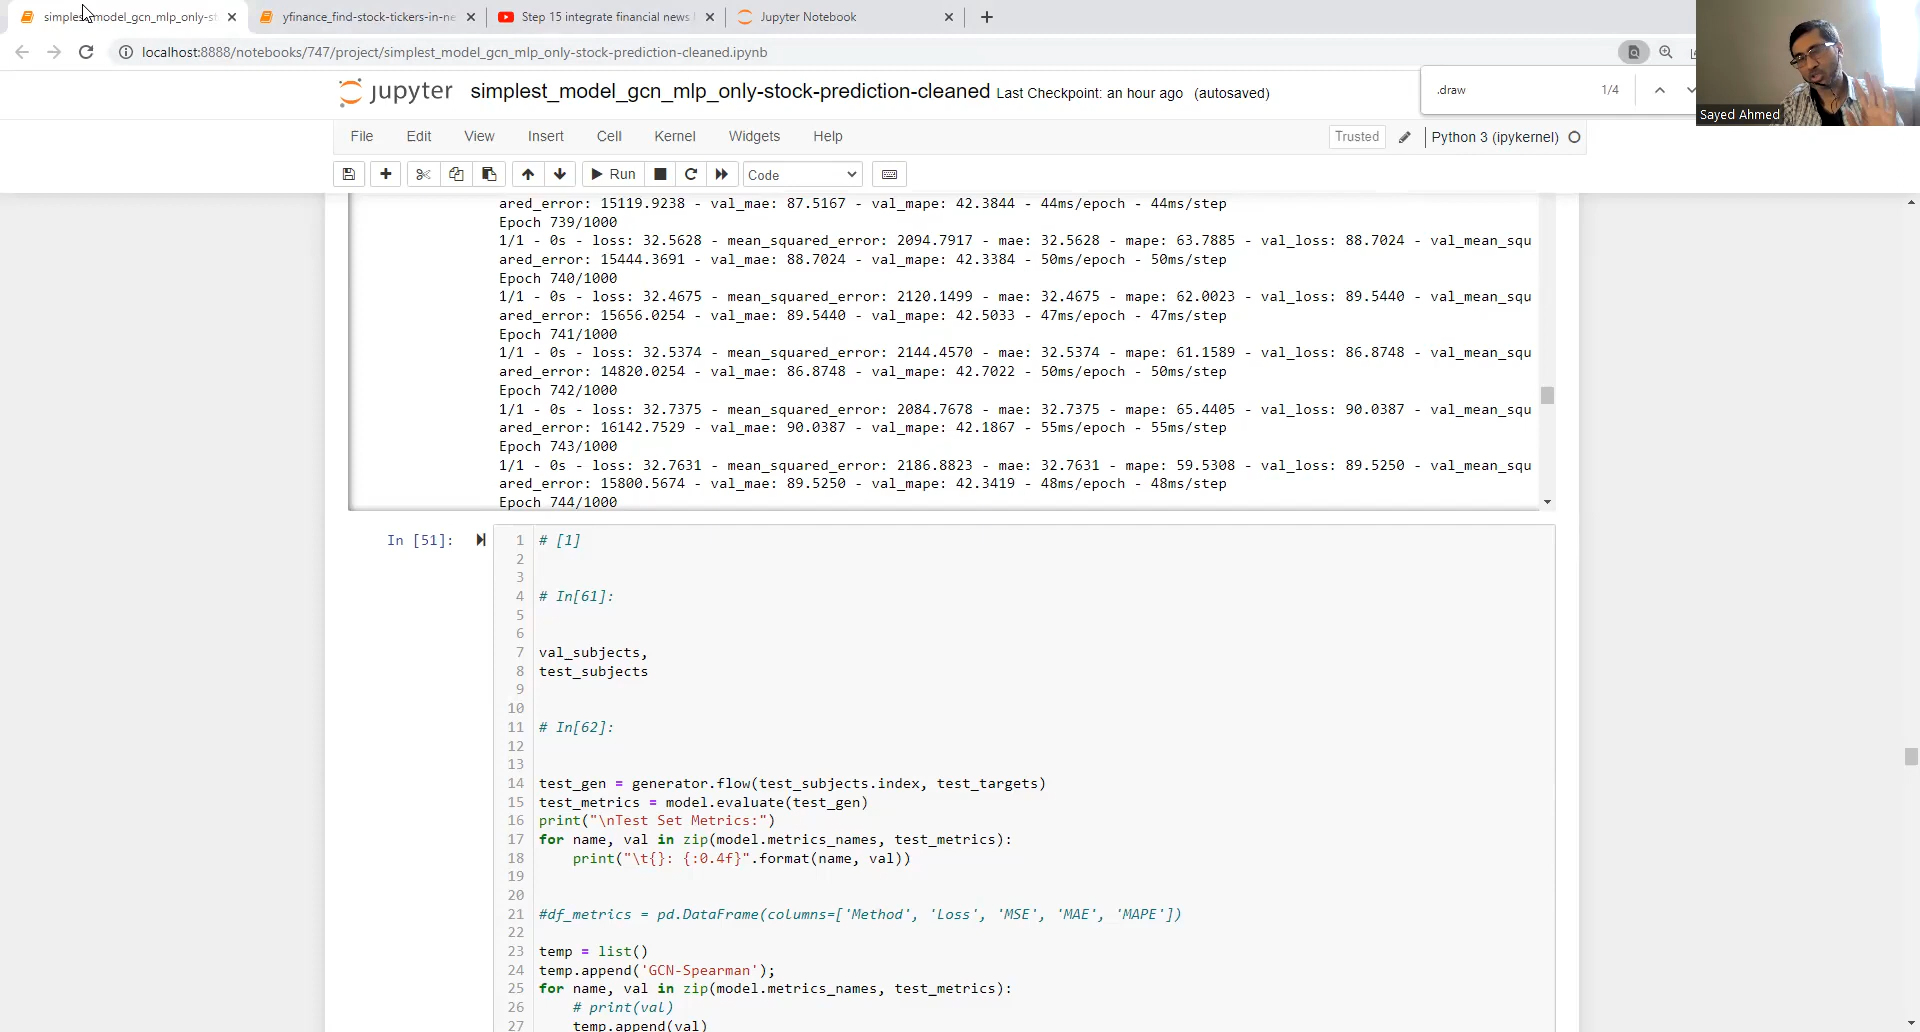 simplest_model_gcn_mlp_only-st
yfinance_find-stock-tickers-in-ne
Step 15 integrate financial news
Jupyter Notebook
localhost:8888/notebooks/747/project/simplest_model_gcn_mlp_only-stock-prediction-cleaned.ipynb
jupyter simplest_model_gcn_mlp_only-stock-prediction-cleaned Last Checkpoint: an hour ago (autosaved)
.draw 1/4
Sayed Ahmed
File Edit View Insert Cell Kernel Widgets Help
Trusted Python 3 (ipykernel)
Run Code
ared_error: 15119.9238 - val_mae: 87.5167 - val_mape: 42.3844 - 44ms/epoch - 44ms/step
Epoch 739/1000
1/1 - 0s - loss: 32.5628 - mean_squared_error: 2094.7917 - mae: 32.5628 - mape: 63.7885 - val_loss: 88.7024 - val_mean_squ
ared_error: 15444.3691 - val_mae: 88.7024 - val_mape: 42.3384 - 50ms/epoch - 50ms/step
Epoch 740/1000
1/1 - 0s - loss: 32.4675 - mean_squared_error: 2120.1499 - mae: 32.4675 - mape: 62.0023 - val_loss: 89.5440 - val_mean_squ
ared_error: 15656.0254 - val_mae: 89.5440 - val_mape: 42.5033 - 47ms/epoch - 47ms/step
Epoch 741/1000
1/1 - 0s - loss: 32.5374 - mean_squared_error: 2144.4570 - mae: 32.5374 - mape: 61.1589 - val_loss: 86.8748 - val_mean_squ
ared_error: 14820.0254 - val_mae: 86.8748 - val_mape: 42.7022 - 50ms/epoch - 50ms/step
Epoch 742/1000
1/1 - 0s - loss: 32.7375 - mean_squared_error: 2084.7678 - mae: 32.7375 - mape: 65.4405 - val_loss: 90.0387 - val_mean_squ
ared_error: 16142.7529 - val_mae: 90.0387 - val_mape: 42.1867 - 55ms/epoch - 55ms/step
Epoch 743/1000
1/1 - 0s - loss: 32.7631 - mean_squared_error: 2186.8823 - mae: 32.7631 - mape: 59.5308 - val_loss: 89.5250 - val_mean_squ
ared_error: 15800.5674 - val_mae: 89.5250 - val_mape: 42.3419 - 48ms/epoch - 48ms/step
Epoch 744/1000
In [51]:
1 # [1]
2
3
4 # In[61]:
5
6
7 val_subjects,
8 test_subjects
9
10
11 # In[62]:
12
13
14 test_gen = generator.flow(test_subjects.index, test_targets)
15 test_metrics = model.evaluate(test_gen)
16 print("\nTest Set Metrics:")
17 for name, val in zip(model.metrics_names, test_metrics):
18 print("\t{}: {:0.4f}".format(name, val))
19
20
21 #df_metrics = pd.DataFrame(columns=['Method', 'Loss', 'MSE', 'MAE', 'MAPE'])
22
23 temp = list()
24 temp.append('GCN-Spearman');
25 for name, val in zip(model.metrics_names, test_metrics):
26 # print(val)
27 temp.append(val)